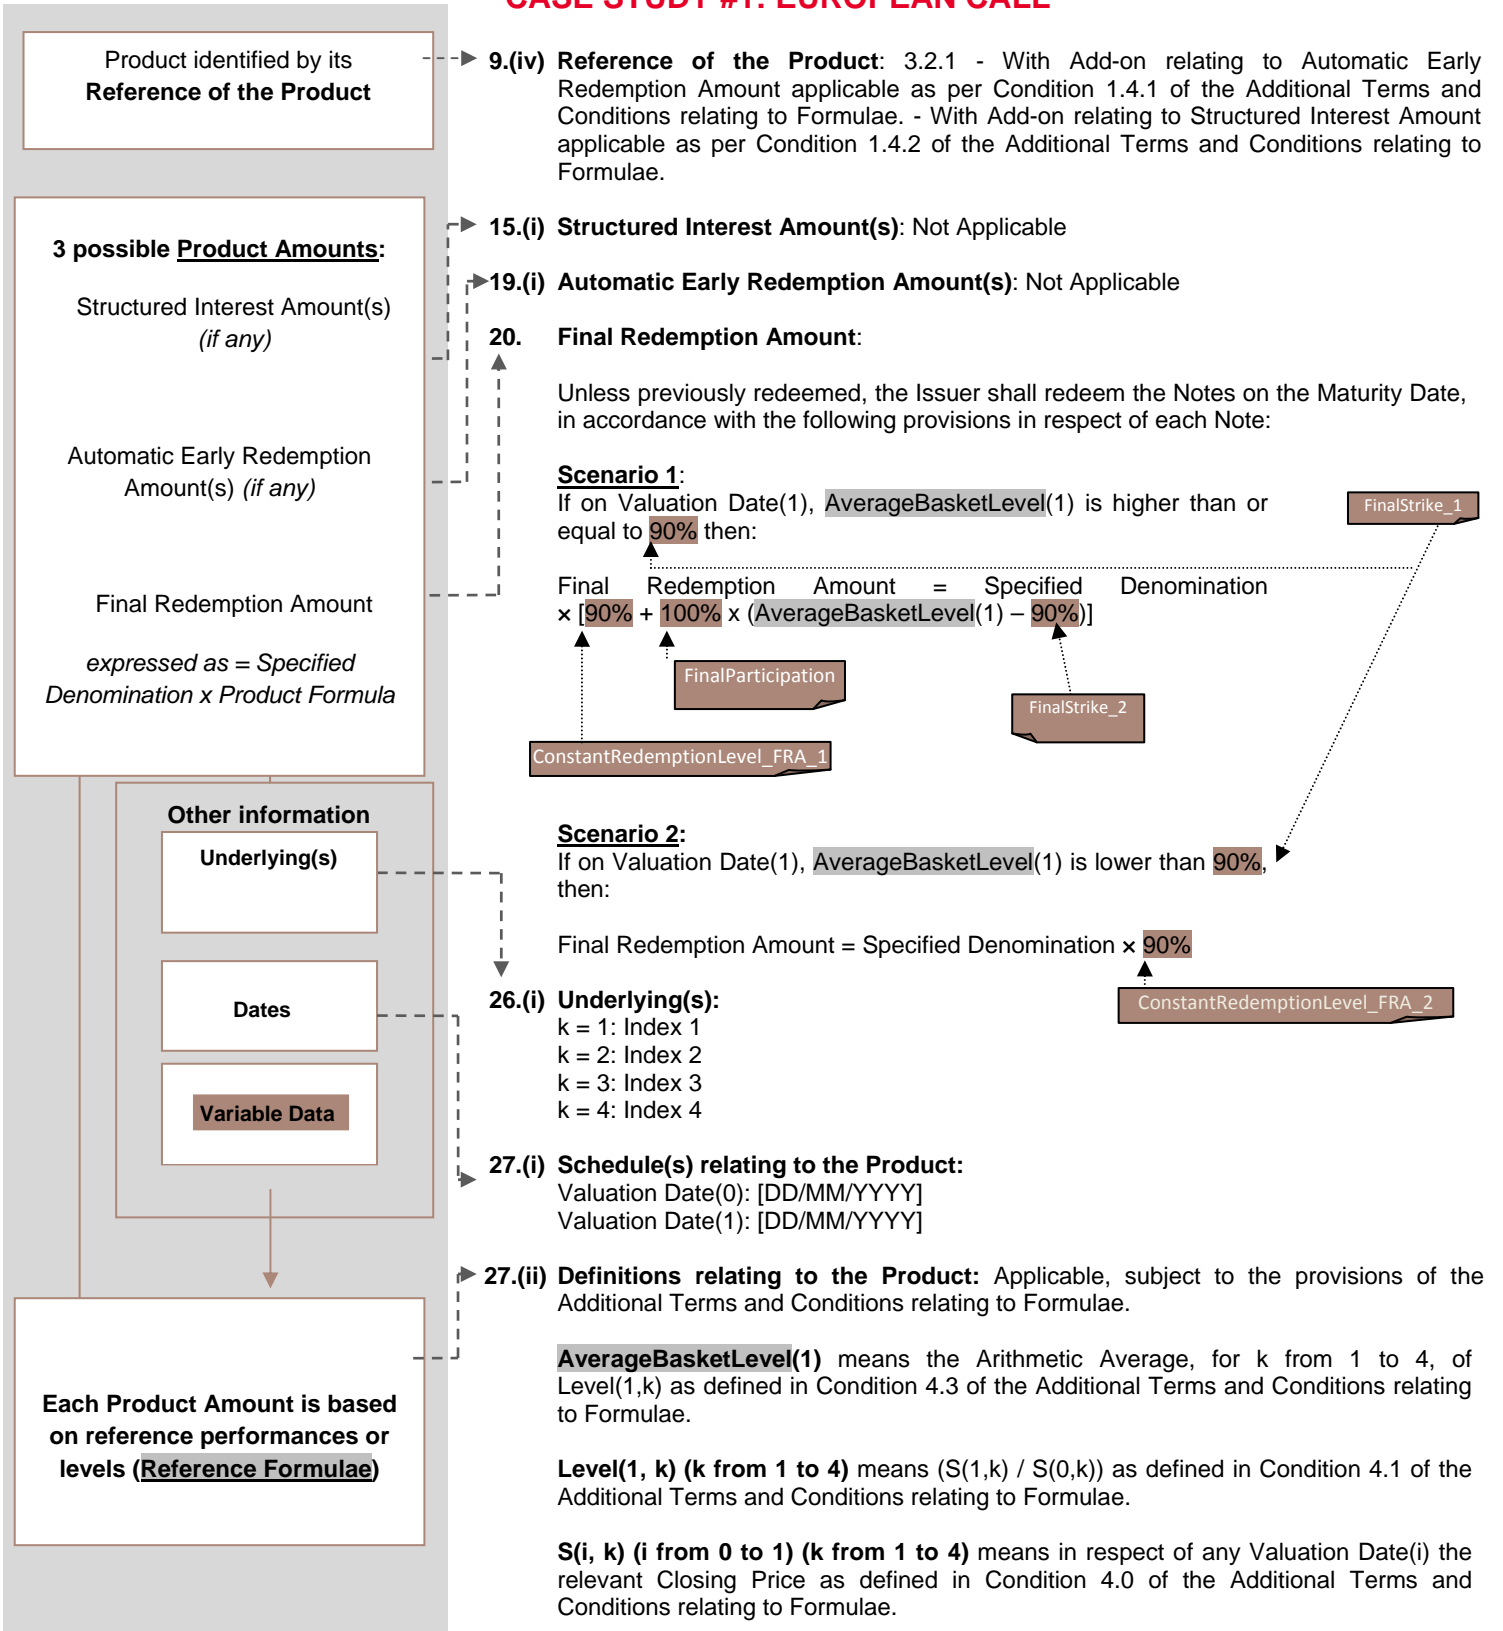 CASE STUDY #1: EUROPEAN CALL
Product identified by its
Reference of the Product
9.(iv) Reference of the Product: 3.2.1 - With Add-on relating to Automatic Early
Redemption Amount applicable as per Condition 1.4.1 of the Additional Terms and
Conditions relating to Formulae. - With Add-on relating to Structured Interest Amount
applicable as per Condition 1.4.2 of the Additional Terms and Conditions relating to
Formulae.
3 possible Product Amounts:
Structured Interest Amount(s)
(if any)
Automatic Early Redemption
Amount(s) (if any)
Final Redemption Amount
expressed as = Specified
Denomination x Product Formula
15.(i) Structured Interest Amount(s): Not Applicable
19.(i) Automatic Early Redemption Amount(s): Not Applicable
20. Final Redemption Amount:
Unless previously redeemed, the Issuer shall redeem the Notes on the Maturity Date,
in accordance with the following provisions in respect of each Note:
Scenario 1:
If on Valuation Date(1), AverageBasketLevel(1) is higher than or
equal to 90% then:
FinalStrike_1
Final Redemption Amount = Specified Denomination
× [90% + 100% x (AverageBasketLevel(1) – 90%)]
FinalParticipation
FinalStrike_2
ConstantRedemptionLevel_FRA_1
Scenario 2:
If on Valuation Date(1), AverageBasketLevel(1) is lower than 90%,
then:
Final Redemption Amount = Specified Denomination × 90%
ConstantRedemptionLevel_FRA_2
Other information
Underlying(s)
Dates
Variable Data
26.(i) Underlying(s):
k = 1: Index 1
k = 2: Index 2
k = 3: Index 3
k = 4: Index 4
27.(i) Schedule(s) relating to the Product:
Valuation Date(0): [DD/MM/YYYY]
Valuation Date(1): [DD/MM/YYYY]
Each Product Amount is based
on reference performances or
levels (Reference Formulae)
27.(ii) Definitions relating to the Product: Applicable, subject to the provisions of the
Additional Terms and Conditions relating to Formulae.
AverageBasketLevel(1) means the Arithmetic Average, for k from 1 to 4, of
Level(1,k) as defined in Condition 4.3 of the Additional Terms and Conditions relating
to Formulae.
Level(1, k) (k from 1 to 4) means (S(1,k) / S(0,k)) as defined in Condition 4.1 of the
Additional Terms and Conditions relating to Formulae.
S(i, k) (i from 0 to 1) (k from 1 to 4) means in respect of any Valuation Date(i) the
relevant Closing Price as defined in Condition 4.0 of the Additional Terms and
Conditions relating to Formulae.